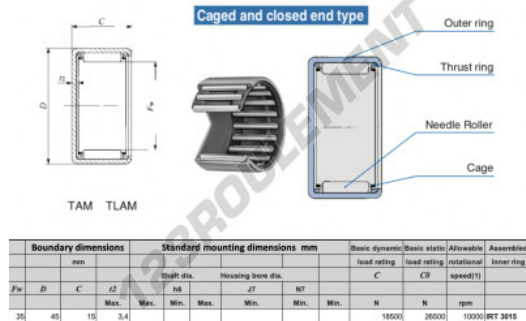 Caged and closed end type
C
t2
D
Fw
TAM TLAM
Outer ring
Thrust ring
Needle Roller
Cage
123ROULEMENT
Boundary dimensions Standard mounting dimensions mm Basic dynamic Basic static Allowable Assembled
mm load rating load rating rotational inner ring
Shaft dia. Housing bore dia. C C0 speed(1)
Fw D C t2 h6 J7 N7
Max. Max. Min. Max. Min. Min. Min. N N rpm
35 45 15 3,4 18500 26500 10000 IRT 3015